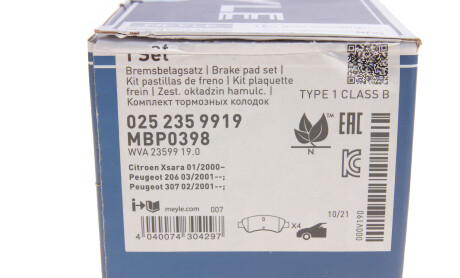 1 Set
Bremsbelagsatz | Brake pad set |
Kit pastillas de freno | Kit plaquette
frein | Zest. okładzin hamulc. |
Комплект тормозных колодок
TYPE 1 CLASS B
025 235 9919
MBP0398
WVA 23599 19.0
N
EAC
Citroen Xsara 01/2000–
Peugeot 206 03/2001--;
Peugeot 307 02/2001--;
meyle.com
007
X4
10/21
4 040074 304297